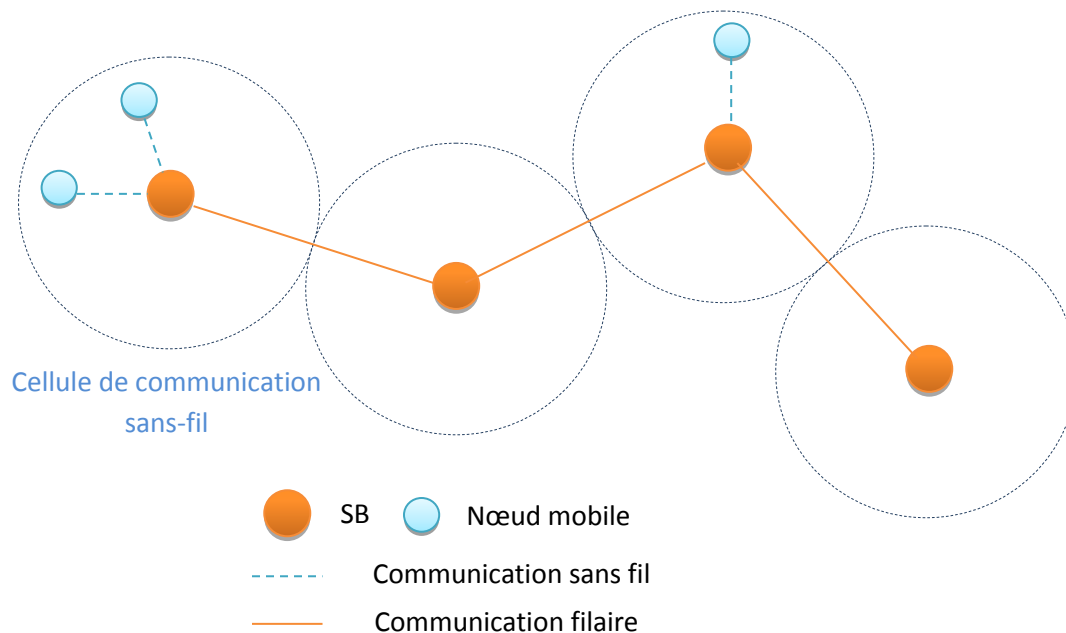 Cellule de communication
sans-fil
SB
Nœud mobile
Communication sans fil
Communication filaire